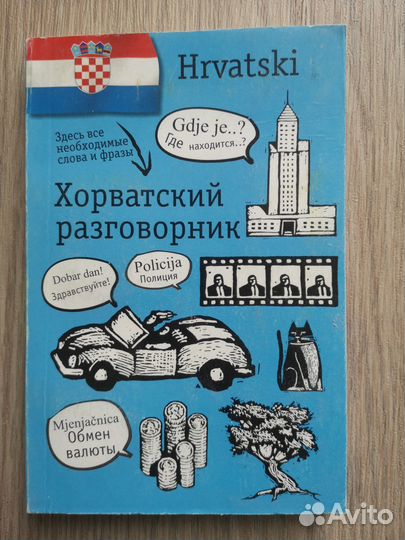 Hrvatski
Здесь все
необходимые
слова и фразы
Gdje je..?
Где находится..?
Хорватский
разговорник
Dobar dan!
Здравствуйте!
Policija
Полиция
Mjenjačnica
Обмен
валюты
Avito